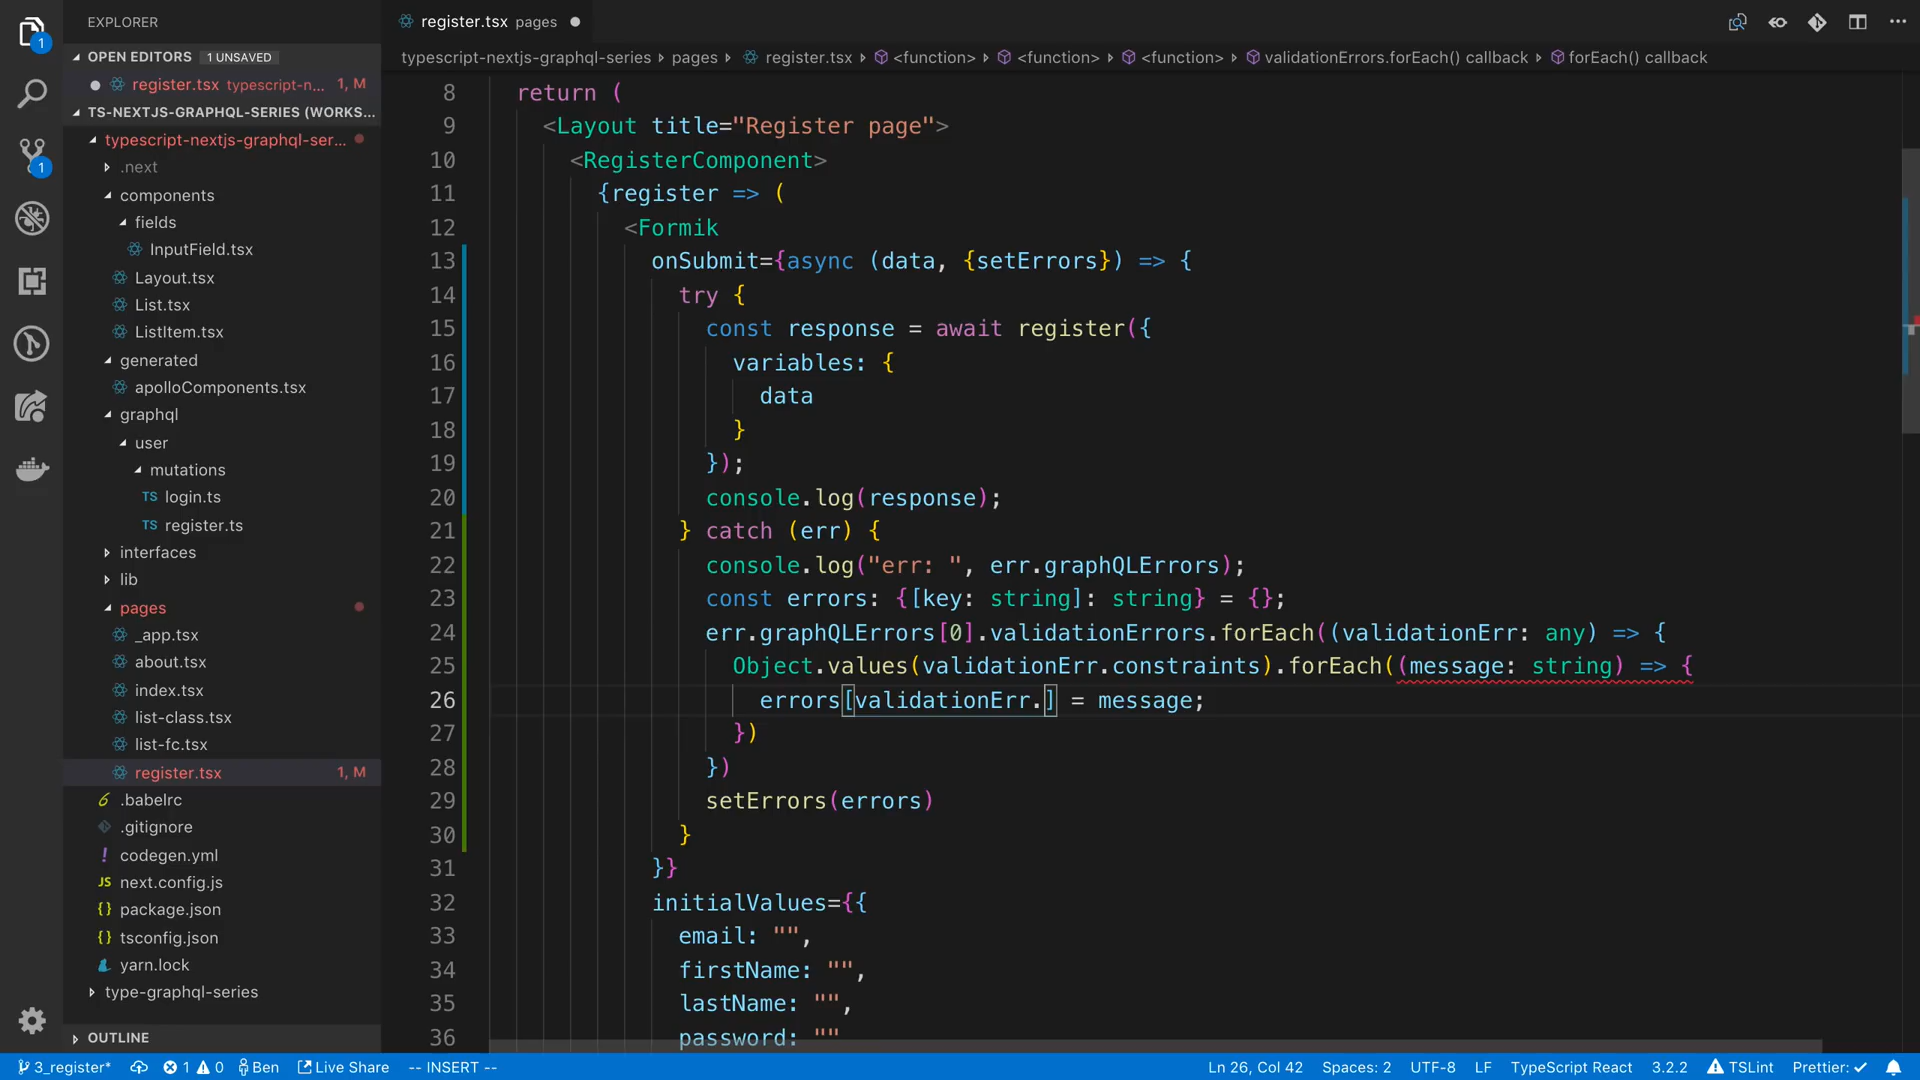 EXPLORER
OPEN EDITORS 1 UNSAVED
register.tsx typescript-n... 1, M
TS-NEXTJS-GRAPHQL-SERIES (WORKS...
typescript-nextjs-graphql-ser...
.next
components
fields
InputField.tsx
Layout.tsx
List.tsx
ListItem.tsx
generated
apolloComponents.tsx
graphql
user
mutations
TS login.ts
TS register.ts
interfaces
lib
pages
_app.tsx
about.tsx
index.tsx
list-class.tsx
list-fc.tsx
register.tsx 1, M
.babelrc
.gitignore
! codegen.yml
JS next.config.js
{} package.json
{} tsconfig.json
yarn.lock
type-graphql-series
OUTLINE
1
1
register.tsx pages
typescript-nextjs-graphql-series pages register.tsx <function> <function> <function> validationErrors.forEach() callback forEach() callback
8 return (
9 <Layout title="Register page">
10 <RegisterComponent>
11 {register => (
12 <Formik
13 onSubmit={async (data, {setErrors}) => {
14 try {
15 const response = await register({
16 variables: {
17 data
18 }
19 });
20 console.log(response);
21 } catch (err) {
22 console.log("err: ", err.graphQLErrors);
23 const errors: {[key: string]: string} = {};
24 err.graphQLErrors[0].validationErrors.forEach((validationErr: any) => {
25 Object.values(validationErr.constraints).forEach((message: string) => {
26 errors[validationErr.] = message;
27 })
28 })
29 setErrors(errors)
30 }
31 }}
32 initialValues={{
33 email: "",
34 firstName: "",
35 lastName: "",
36 password: ""
3_register* 1 0 Ben Live Share -- INSERT -- Ln 26, Col 42 Spaces: 2 UTF-8 LF TypeScript React 3.2.2 TSLint Prettier: ✓